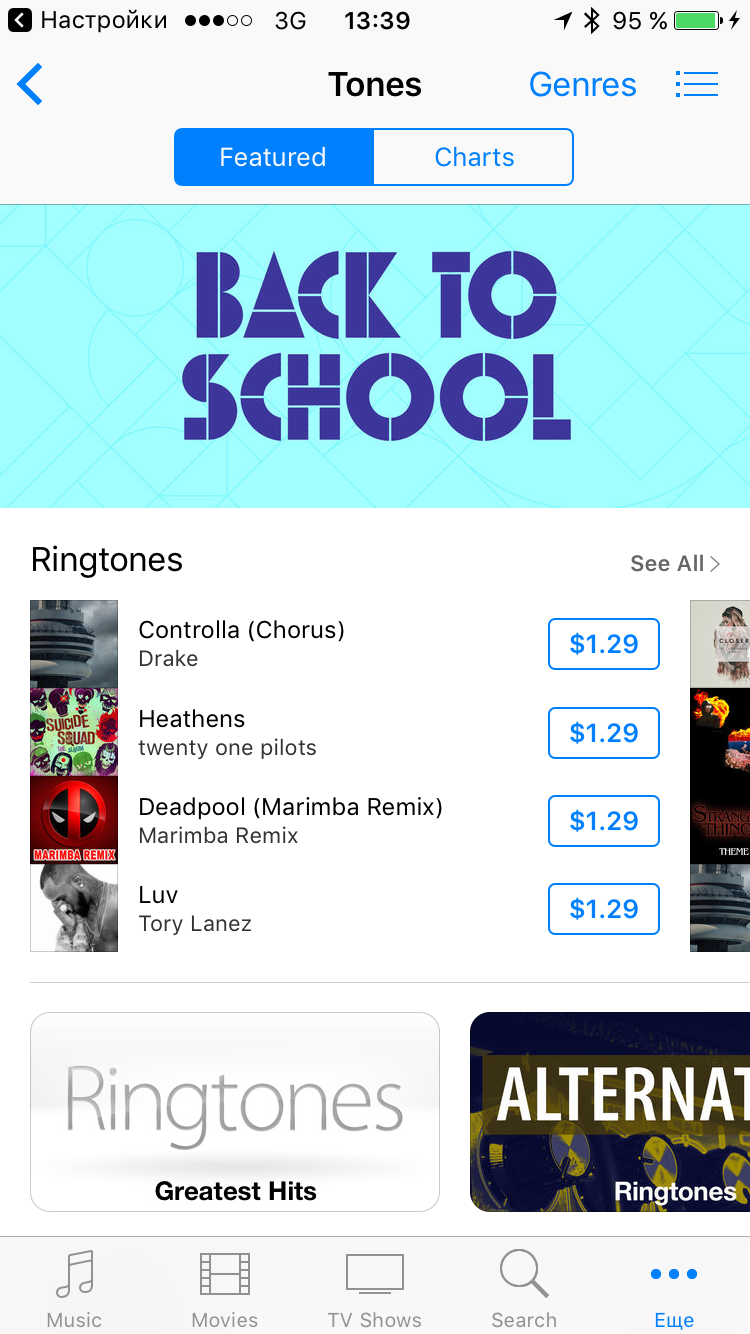 Настройки 3G 13:39 95 %
Tones Genres
Featured Charts
BACK TO
SCHOOL
Ringtones See All
Controlla (Chorus)
Drake
$1.29
SUICIDE
SQUAD
THE ALBUM
Heathens
twenty one pilots
$1.29
MARIMBA REMIX
Deadpool (Marimba Remix)
Marimba Remix
$1.29
Luv
Tory Lanez
$1.29
CLOSER
STRANG
THING
THEME
Ringtones
Greatest Hits
ALTERNAT
Ringtones
Music Movies TV Shows Search Еще